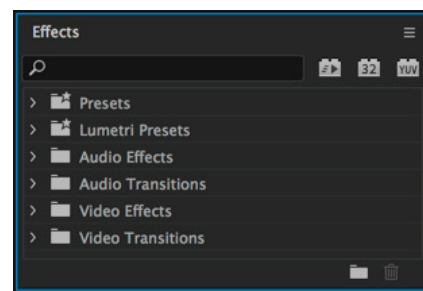 Effects
32 YUV
Presets
Lumetri Presets
Audio Effects
Audio Transitions
Video Effects
Video Transitions